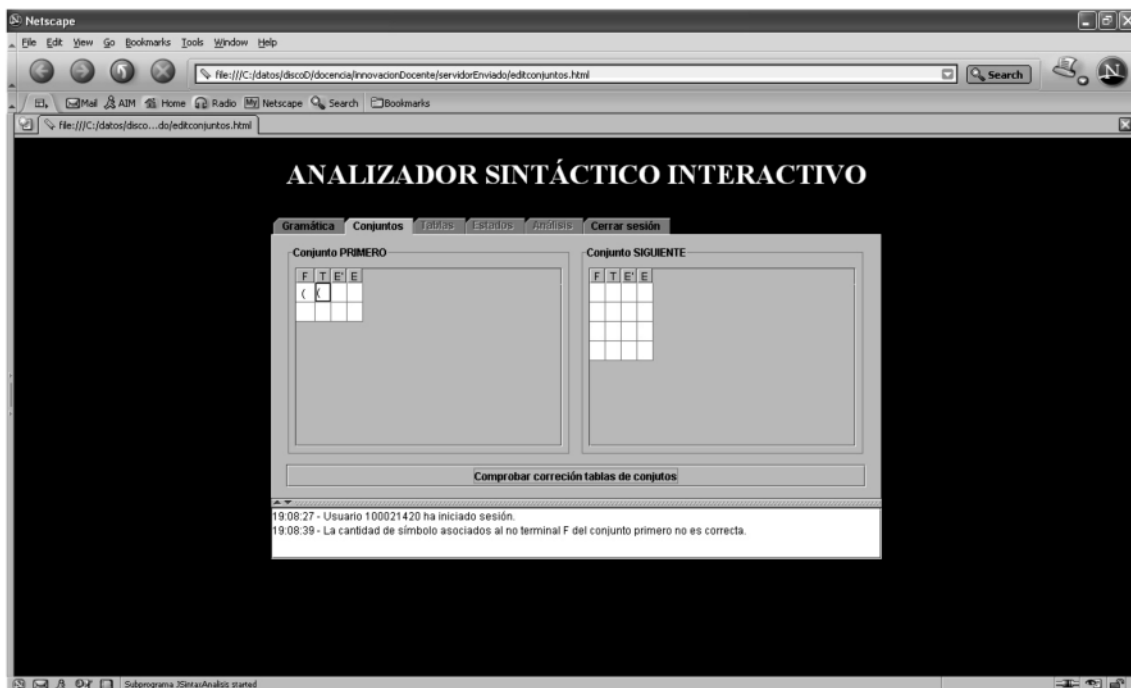 Netscape
File Edit View Go Bookmarks Tools Window Help
file:///C:/datos/discoD/docencia/innovacionDocente/servidorEnviado/editconjuntos.html
Search
Mail AIM Home Radio My Netscape Search Bookmarks
file:///C:/datos/disco...do/editconjuntos.html
ANALIZADOR SINTÁCTICO INTERACTIVO
Gramática Conjuntos Tablas Estados Análisis Cerrar sesión
Conjunto PRIMERO
F T E' E
( (
Conjunto SIGUIENTE
F T E' E
Comprobar correción tablas de conjutos
19:08:27 - Usuario 100021420 ha iniciado sesión.
19:08:39 - La cantidad de símbolo asociados al no terminal F del conjunto primero no es correcta.
Subprograma JSintaxAnalisis started